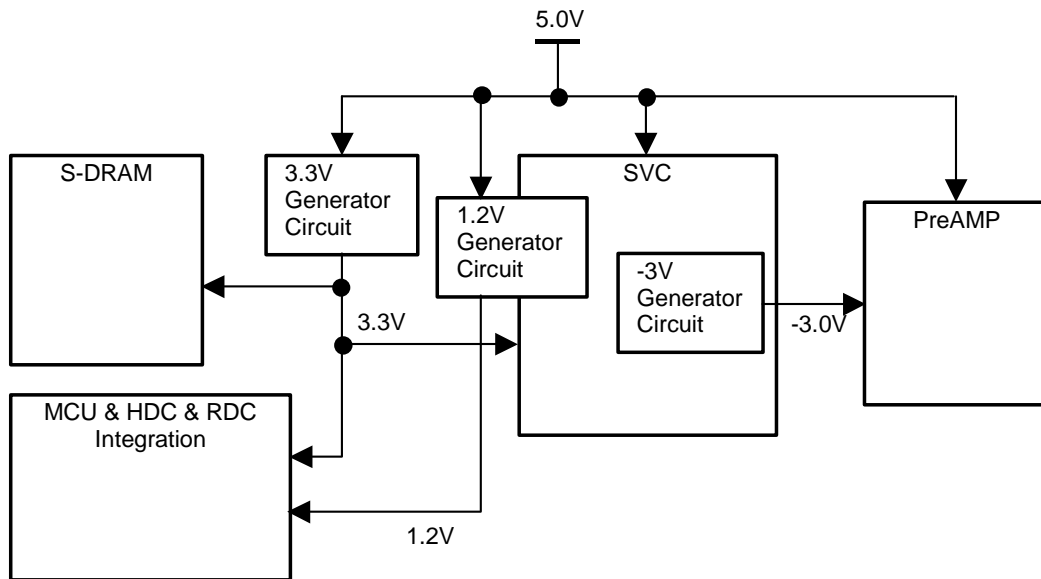 5.0V
S-DRAM
3.3V
Generator
Circuit
SVC
1.2V
Generator
Circuit
PreAMP
-3V
Generator
Circuit
3.3V
-3.0V
MCU & HDC & RDC
Integration
1.2V